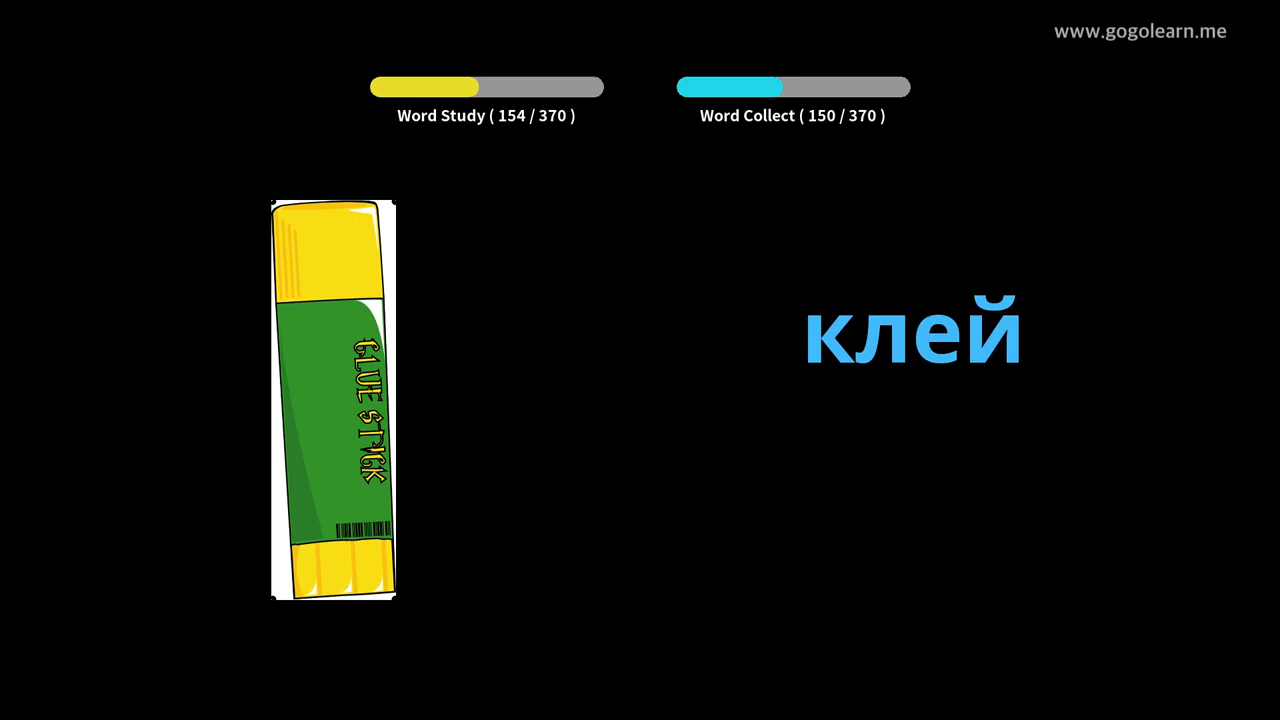 www.gogolearn.me
Word Study ( 154 / 370 )
Word Collect ( 150 / 370 )
GLUE STICK
клей